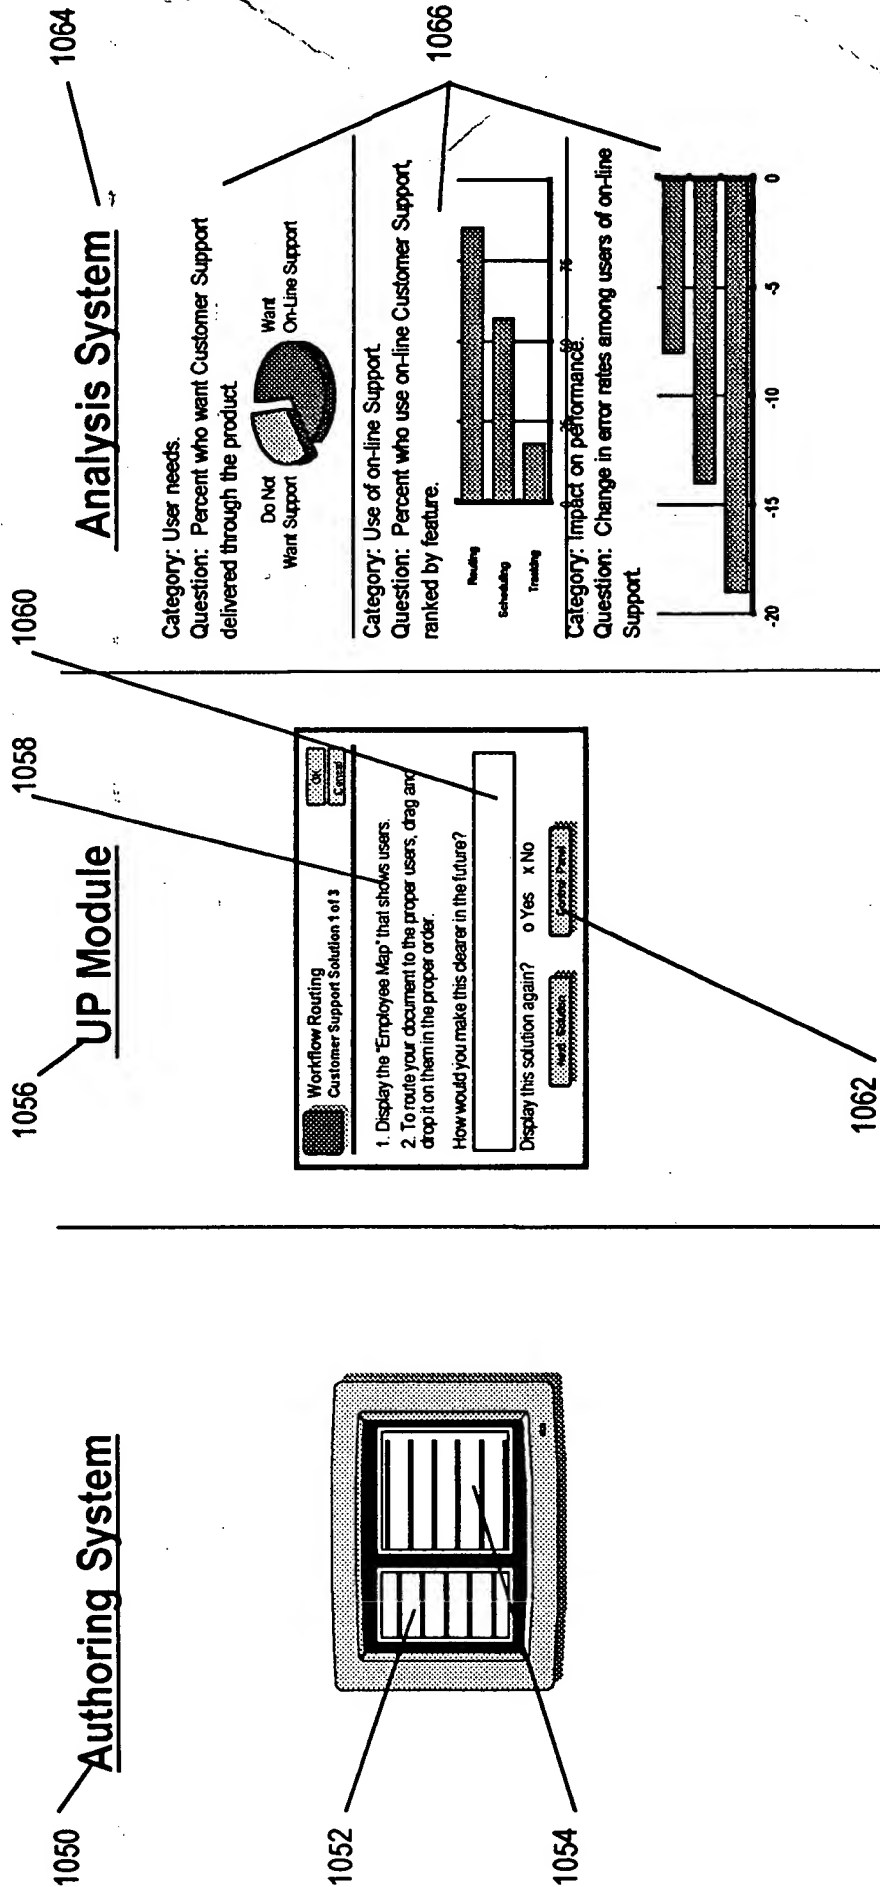 1050
Authoring System
1052
1054
1056
UP Module
1058
1060
Workflow Routing
Customer Support Solution 1 of 3
OK
Cancel
1. Display the "Employee Map" that shows users.
2. To route your document to the proper users, drag and
drop it on them in the proper order.
How would you make this clearer in the future?
Display this solution again? o Yes x No
Next Solution
Control Panel
1062
Analysis System
1064
Category: User needs.
Question: Percent who want Customer Support
delivered through the product.
Do Not
Want Support
Want
On-Line Support
1066
Category: Use of on-line Support.
Question: Percent who use on-line Customer Support,
ranked by feature.
Routing
Scheduling
Tracking
25
50
75
Category: Impact on performance.
Question: Change in error rates among users of on-line
Support.
-20
-15
-10
-5
0